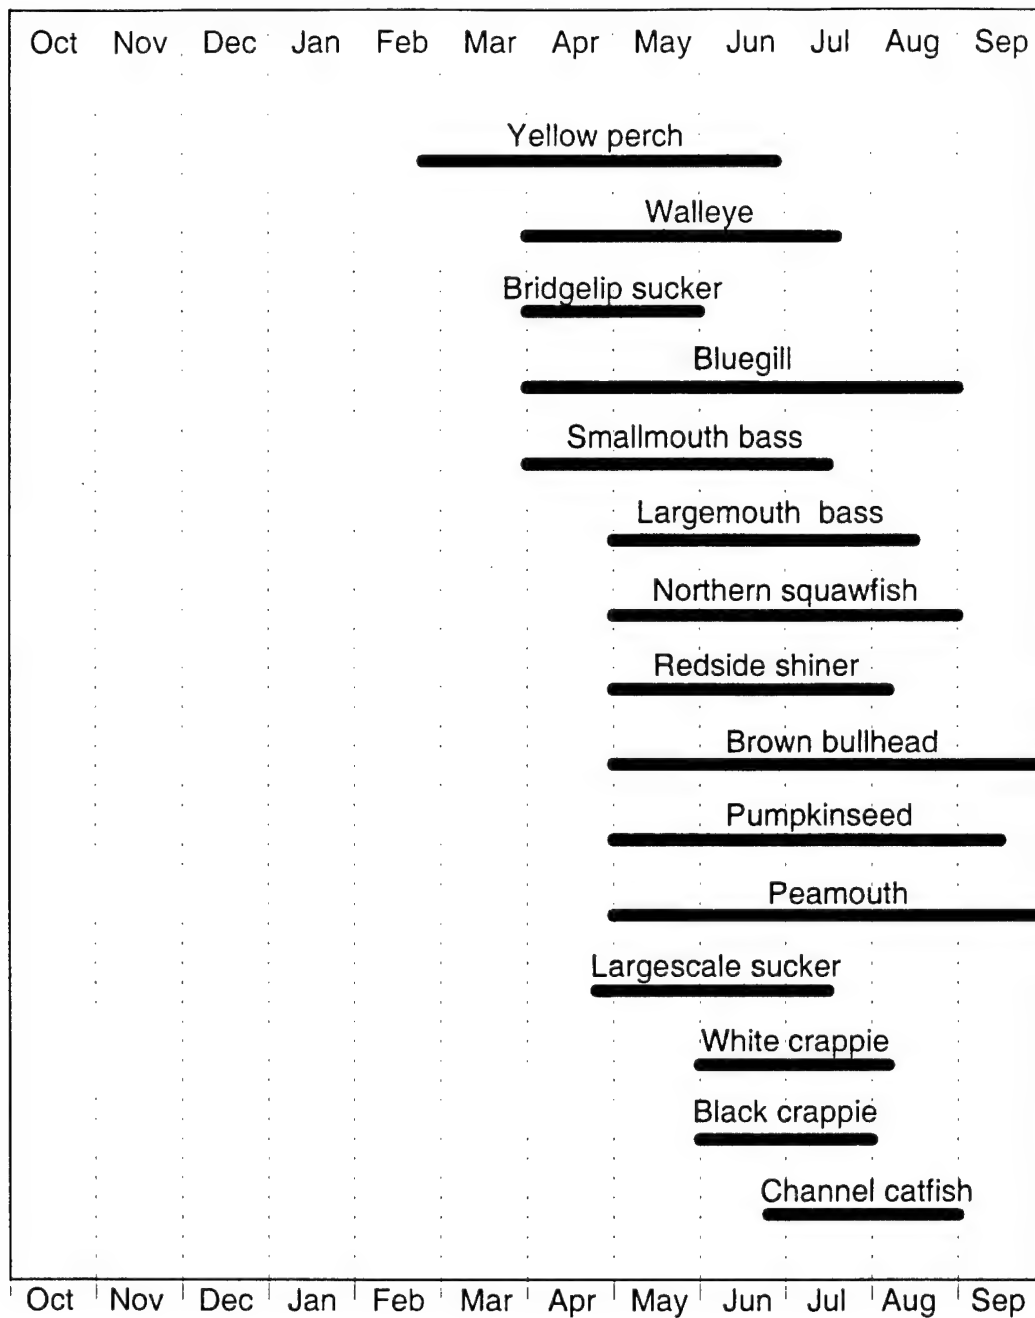 Oct Nov Dec Jan Feb Mar Apr May Jun Jul Aug Sep
Yellow perch
Walleye
Bridgelip sucker
Bluegill
Smallmouth bass
Largemouth bass
Northern squawfish
Redside shiner
Brown bullhead
Pumpkinseed
Peamouth
Largescale sucker
White crappie
Black crappie
Channel catfish
Oct Nov Dec Jan Feb Mar Apr May Jun Jul Aug Sep